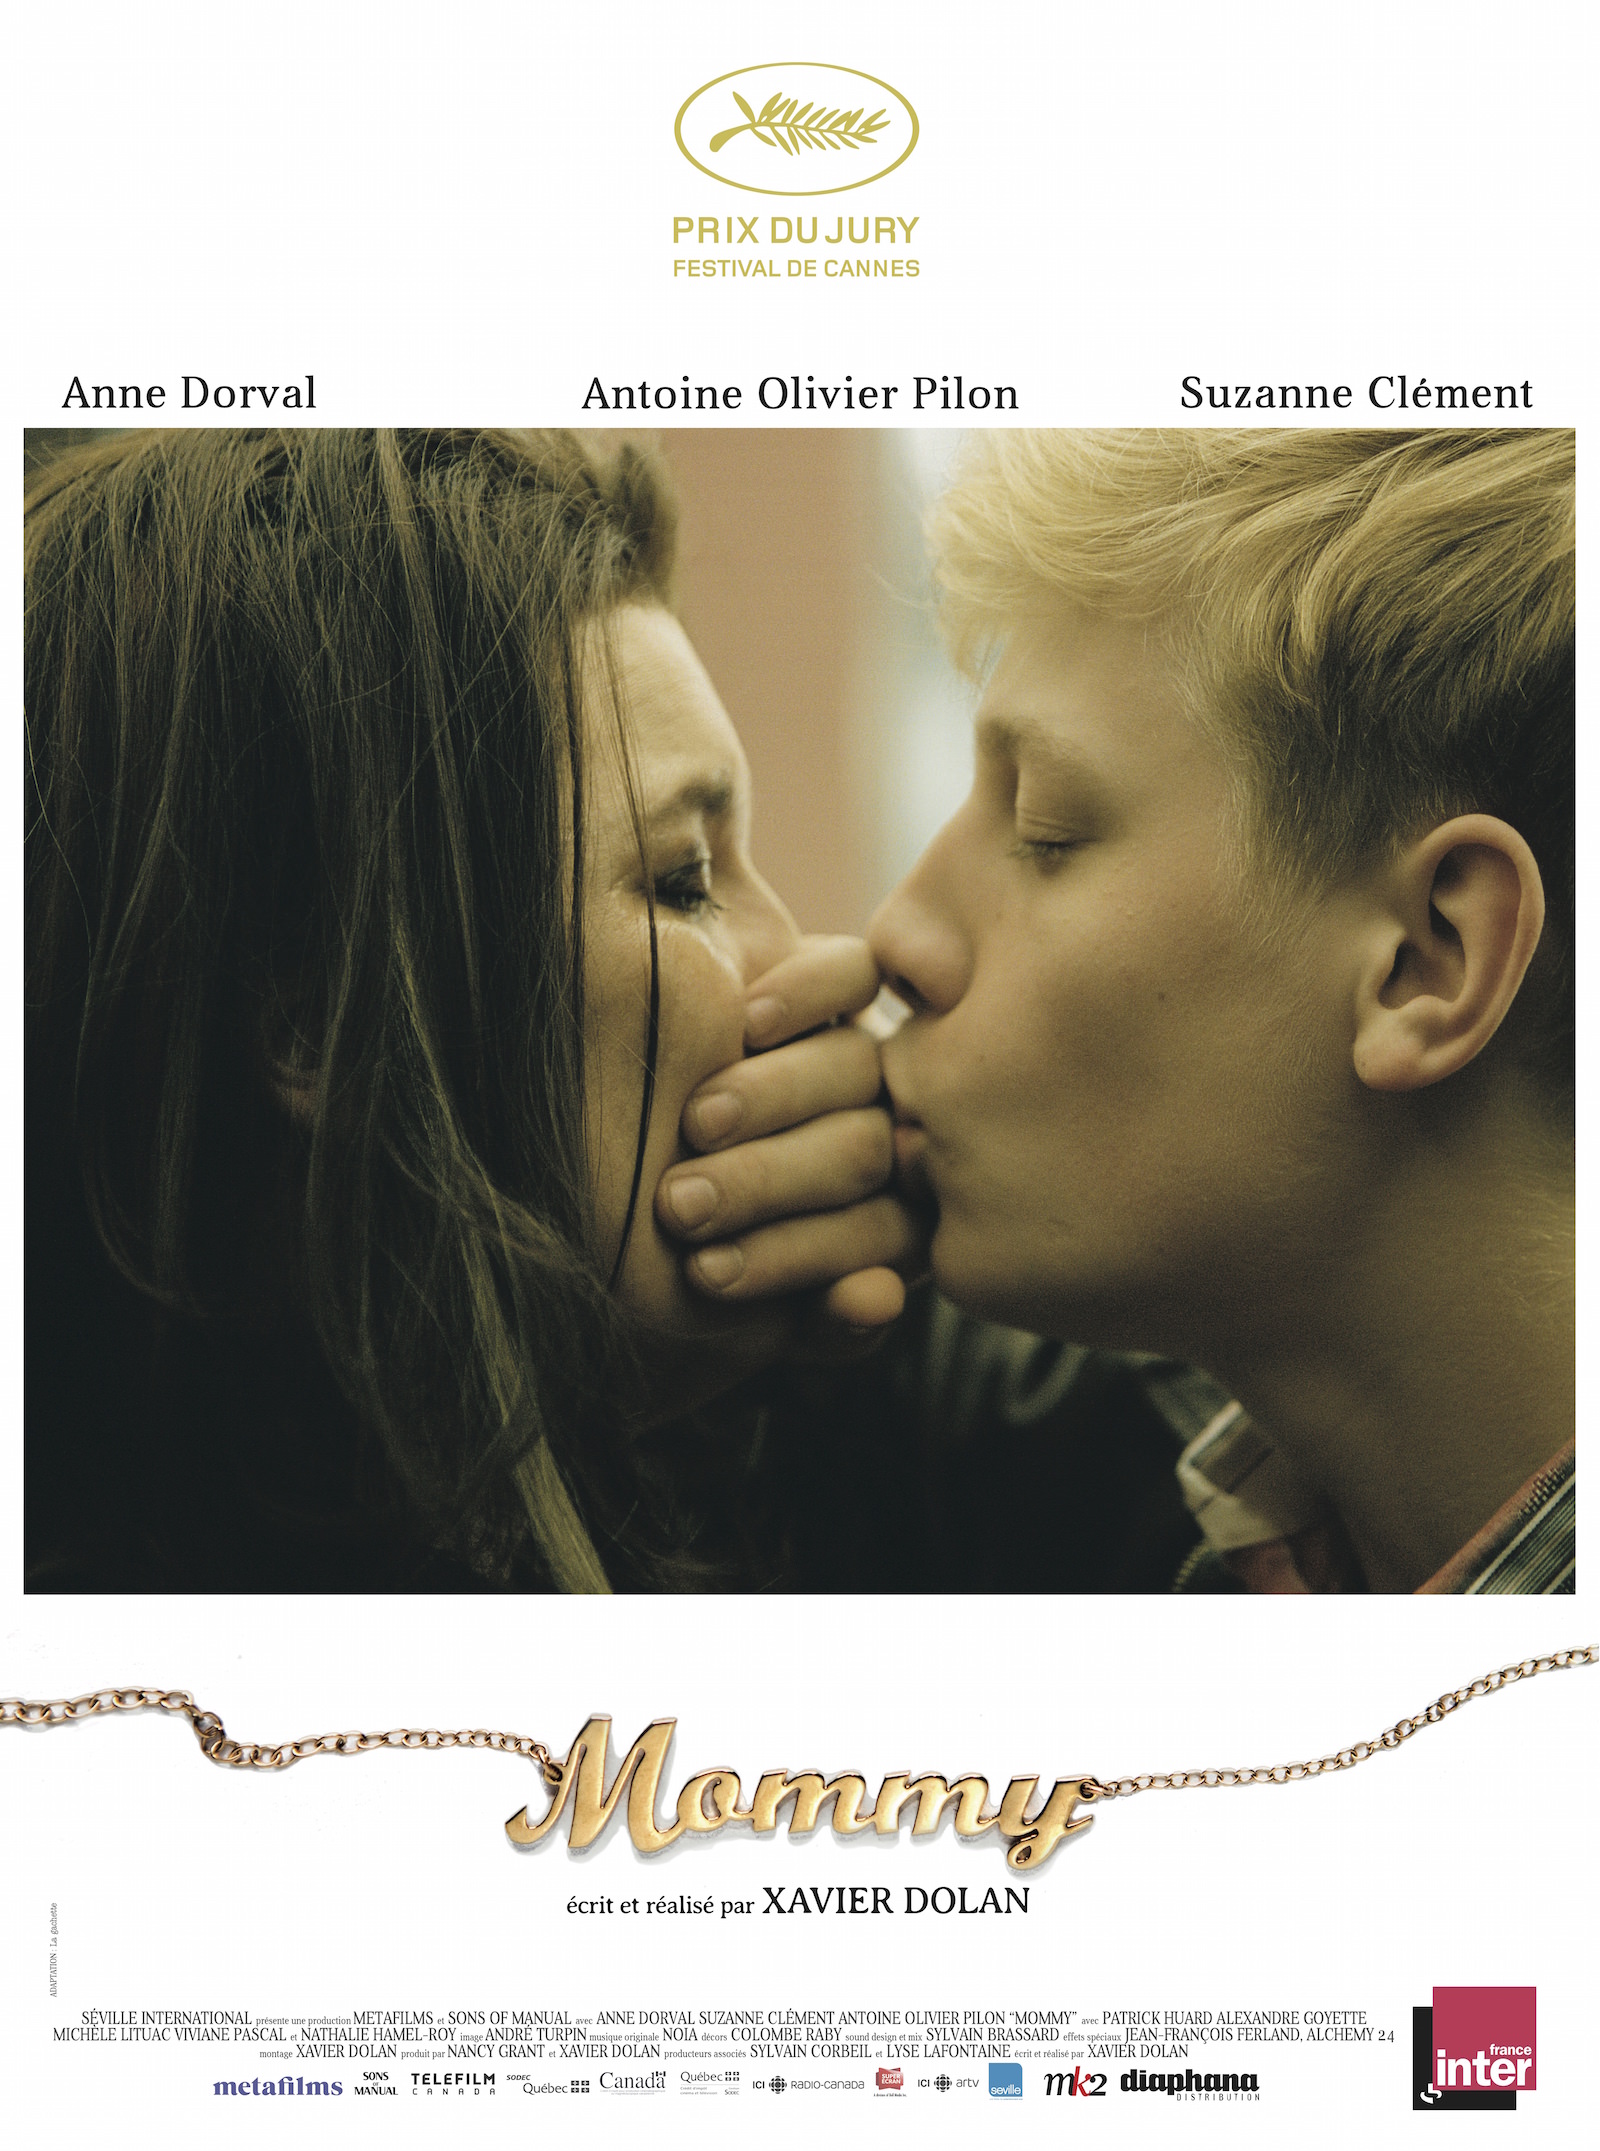 PRIX DU JURY
FESTIVAL DE CANNES
Anne Dorval Antoine Olivier Pilon Suzanne Clément
Mommy
écrit et réalisé par XAVIER DOLAN
ADAPTATION : La gachette
SÉVILLE INTERNATIONAL présente une production METAFILMS et SONS OF MANUAL avec ANNE DORVAL SUZANNE CLÉMENT ANTOINE OLIVIER PILON “MOMMY” avec PATRICK HUARD ALEXANDRE GOYETTE
MICHÈLE LITUAC VIVIANE PASCAL et NATHALIE HAMEL-ROY image ANDRÉ TURPIN musique originale NOIA décors COLOMBE RABY sound design et mix SYLVAIN BRASSARD effets spéciaux JEAN-FRANÇOIS FERLAND, ALCHEMY 24
montage XAVIER DOLAN produit par NANCY GRANT et XAVIER DOLAN producteurs associés SYLVAIN CORBEIL et LYSE LAFONTAINE écrit et réalisé par XAVIER DOLAN
metafilms SONS OF MANUAL TELEFILM CANADA SODEC Québec Canada Québec ICI RADIO-CANADA SUPER ÉCRAN ICI artv seville mk2 diaphana DISTRIBUTION
france
inter